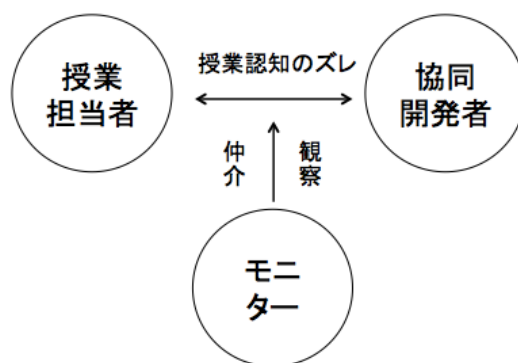 授業
担当者
授業認知のズレ
協同
開発者
仲介
観察
モニ
ター